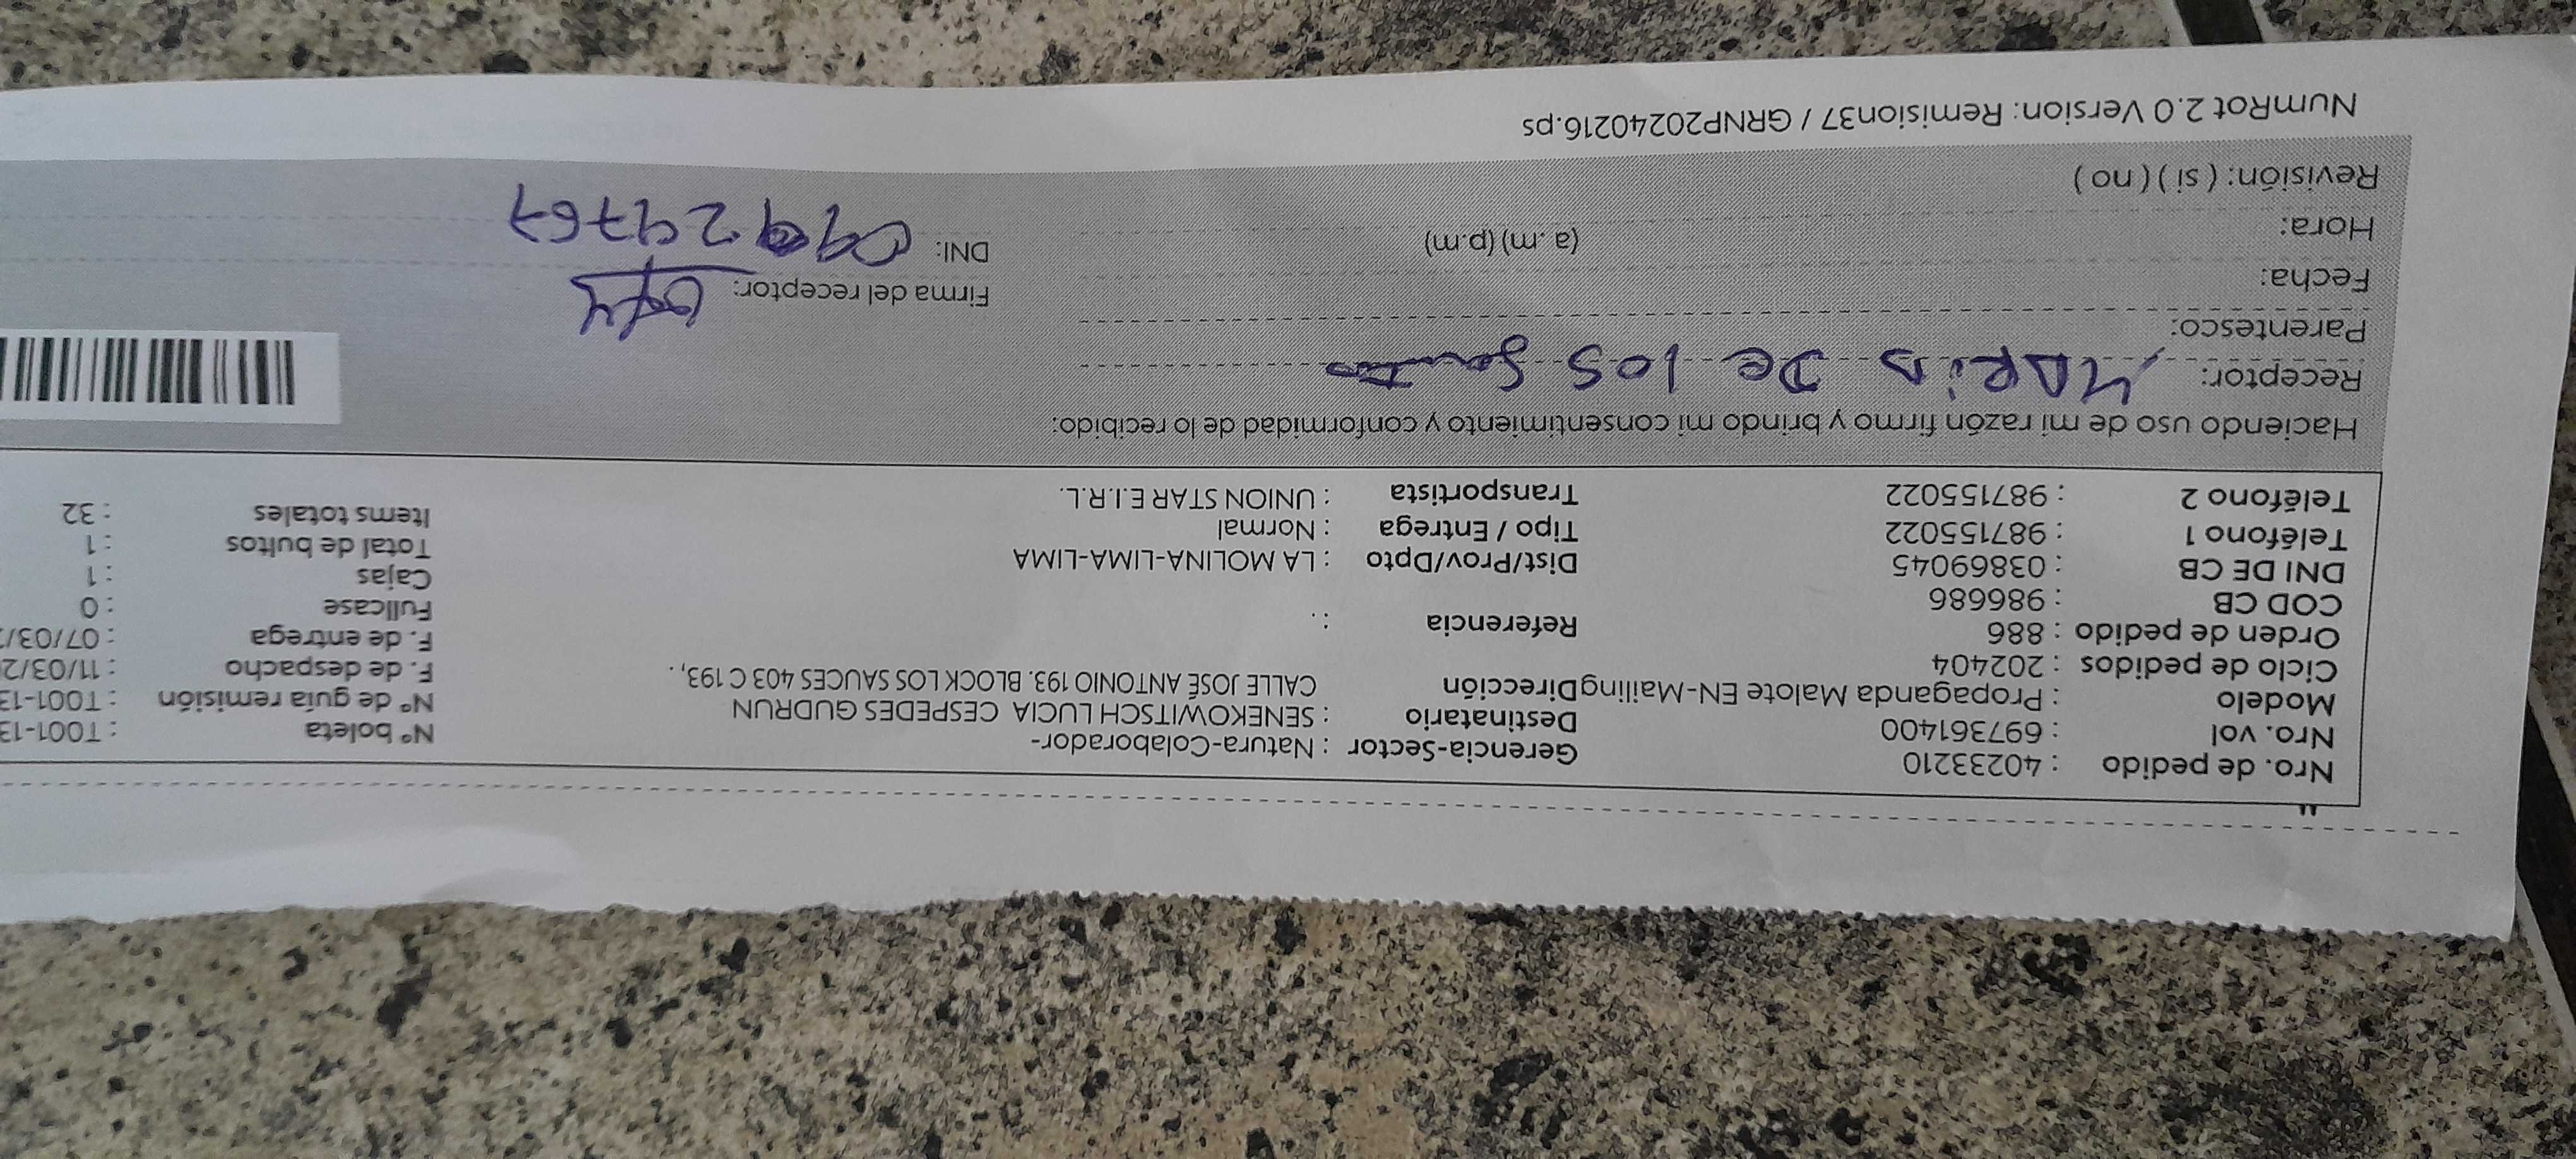 Nro. de pedido : 40233210 Gerencia-Sector : Natura-Colaborador- Nº boleta : T001-13
Nro. vol : 697361400 Destinatario : SENEKOWITSCH LUCIA CESPEDES GUDRUN Nº de guía remisión : T001-13
Modelo : Propaganda Malote EN-Mailing Dirección CALLE JOSÉ ANTONIO 193. BLOCK LOS SAUCES 403 C 193, . F. de despacho : 11/03/2
Ciclo de pedidos : 202404 F. de entrega : 07/03/
Orden de pedido : 886 Referencia : . Fullcase : 0
COD CB : 986686 Cajas : 1
DNI DE CB : 03869045 Dist/Prov/Dpto : LA MOLINA-LIMA-LIMA Total de bultos : 1
Teléfono 1 : 987155022 Tipo / Entrega : Normal Items totales : 32
Teléfono 2 : 987155022 Transportista : UNION STAR E.I.R.L.
Haciendo uso de mi razón firmo y brindo mi consentimiento y conformidad de lo recibido:
Receptor: MARIA De los
Parentesco:
Fecha: Firma del receptor:
Hora: (a .m) (p.m) DNI:
Revisión: ( si ) ( no )
NumRot 2.0 Version: Remision37 / GRNP20240216.ps